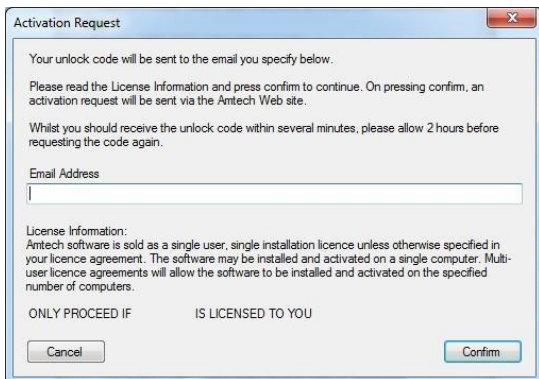 Activation Request
Your unlock code will be sent to the email you specify below.
Please read the License Information and press confirm to continue. On pressing confirm, an
activation request will be sent via the Amtech Web site.
Whilst you should receive the unlock code within several minutes, please allow 2 hours before
requesting the code again.
Email Address
License Information:
Amtech software is sold as a single user, single installation licence unless otherwise specified in
your licence agreement. The software may be installed and activated on a single computer. Multi-
user licence agreements will allow the software to be installed and activated on the specified
number of computers.
ONLY PROCEED IF IS LICENSED TO YOU
Cancel Confirm